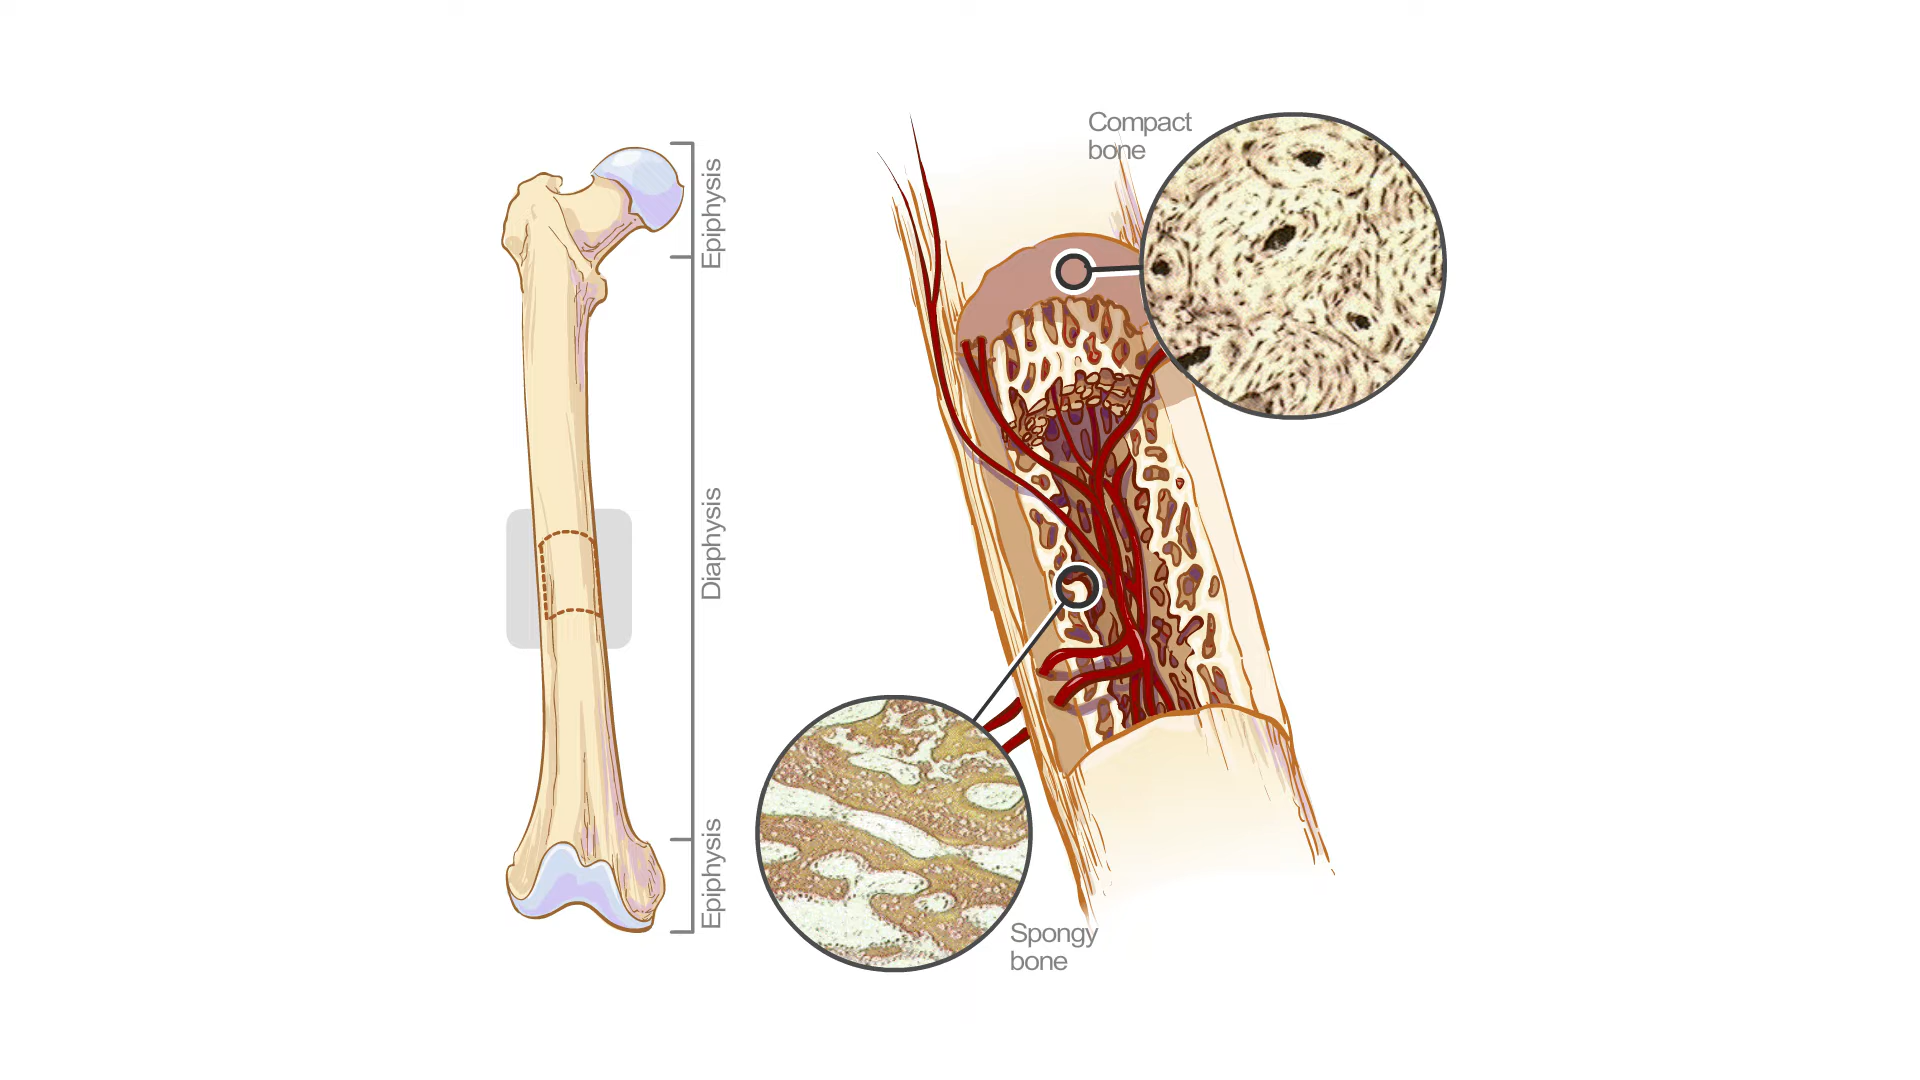 Epiphysis
Diaphysis
Epiphysis
Compact
bone
Spongy
bone